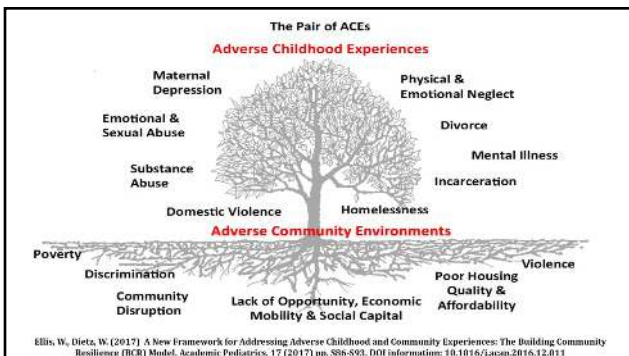 The Pair of ACEs
Adverse Childhood Experiences
Maternal
Depression
Physical &
Emotional Neglect
Emotional &
Sexual Abuse
Divorce
Mental Illness
Substance
Abuse
Incarceration
Domestic Violence
Homelessness
Adverse Community Environments
Poverty
Discrimination
Community
Disruption
Lack of Opportunity, Economic
Mobility & Social Capital
Poor Housing
Quality &
Affordability
Violence
Ellis, W., Dietz, W. (2017) A New Framework for Addressing Adverse Childhood and Community Experiences: The Building Community
Resilience (BCR) Model. Academic Pediatrics. 17 (2017) pp. S86-S93. DOI information: 10.1016/j.acap.2016.12.011